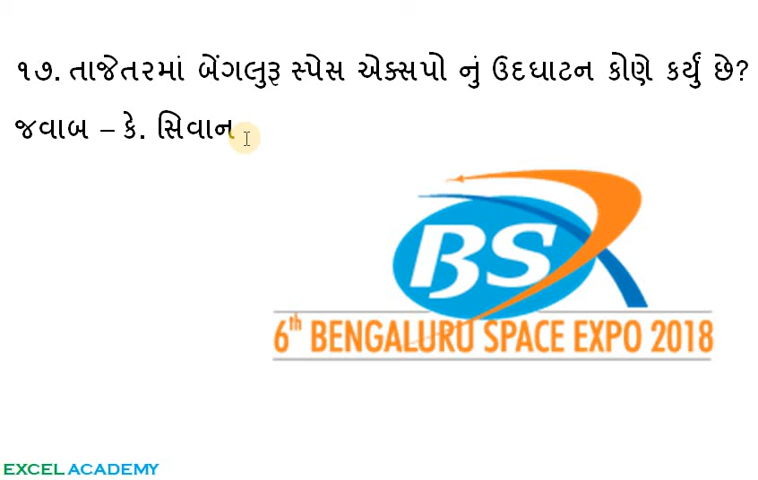 ૧૭. તાજેતરમાં બેંગલુરૂ સ્પેસ એક્સપો નું ઉદઘાટન કોણે કર્યું છે?
જવાબ – કે. સિવાન
BS
6th BENGALURU SPACE EXPO 2018
EXCEL ACADEMY